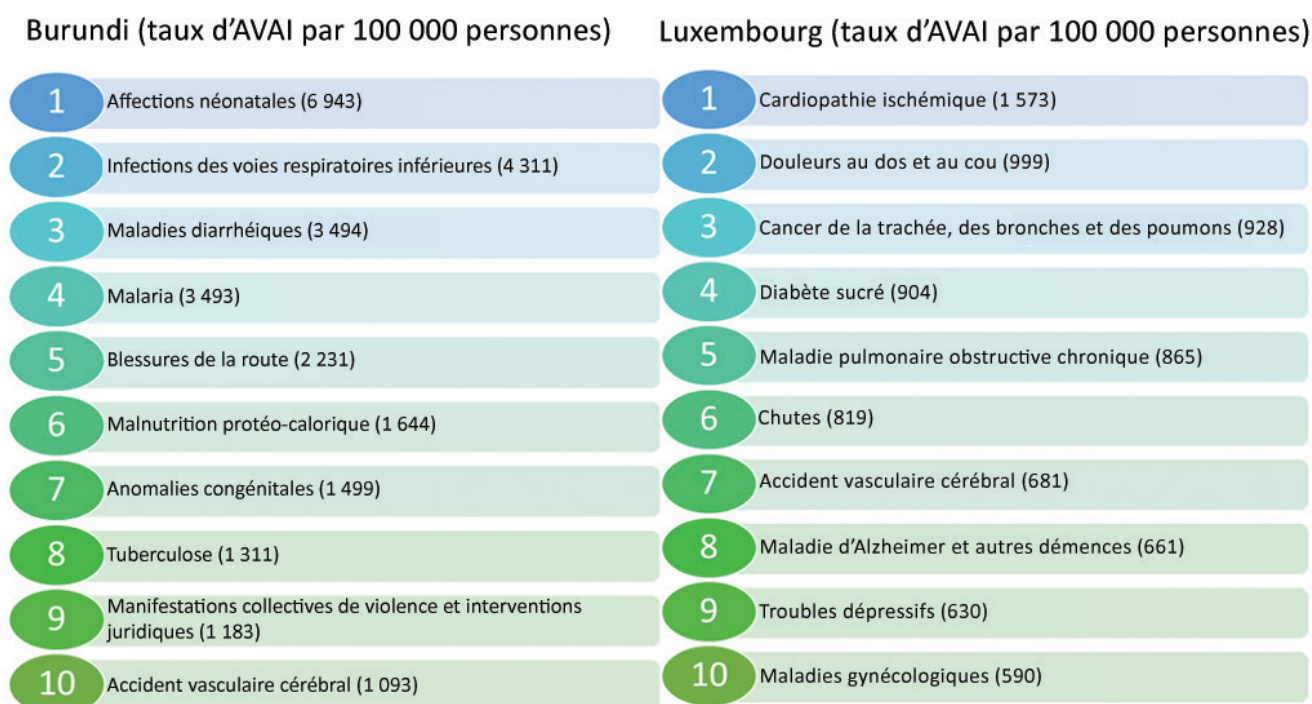 Burundi (taux d’AVAI par 100 000 personnes)
1 Affections néonatales (6 943)
2 Infections des voies respiratoires inférieures (4 311)
3 Maladies diarrhéiques (3 494)
4 Malaria (3 493)
5 Blessures de la route (2 231)
6 Malnutrition protéo-calorique (1 644)
7 Anomalies congénitales (1 499)
8 Tuberculose (1 311)
9 Manifestations collectives de violence et interventions
juridiques (1 183)
10 Accident vasculaire cérébral (1 093)
Luxembourg (taux d’AVAI par 100 000 personnes)
1 Cardiopathie ischémique (1 573)
2 Douleurs au dos et au cou (999)
3 Cancer de la trachée, des bronches et des poumons (928)
4 Diabète sucré (904)
5 Maladie pulmonaire obstructive chronique (865)
6 Chutes (819)
7 Accident vasculaire cérébral (681)
8 Maladie d’Alzheimer et autres démences (661)
9 Troubles dépressifs (630)
10 Maladies gynécologiques (590)